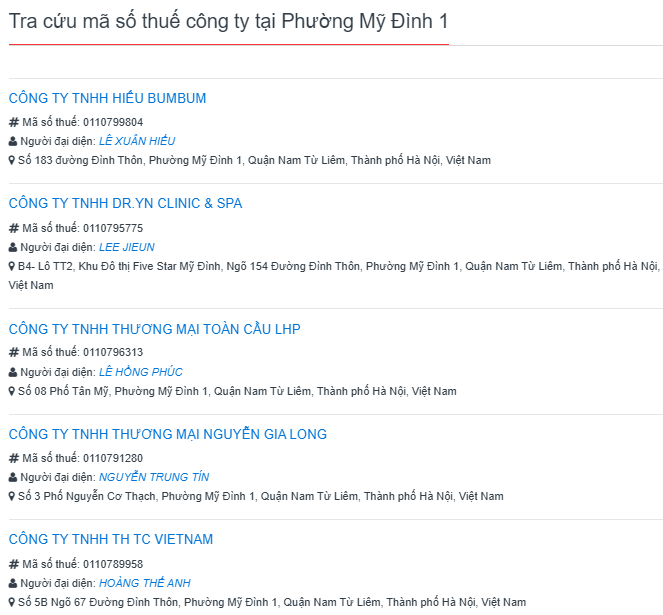 Tra cứu mã số thuế công ty tại Phường Mỹ Đình 1
CÔNG TY TNHH HIẾU BUMBUM
# Mã số thuế: 0110799804
Người đại diện: LÊ XUÂN HIẾU
Số 183 đường Đình Thôn, Phường Mỹ Đình 1, Quận Nam Từ Liêm, Thành phố Hà Nội, Việt Nam
CÔNG TY TNHH DR.YN CLINIC & SPA
# Mã số thuế: 0110795775
Người đại diện: LEE JIEUN
B4- Lô TT2, Khu Đô thị Five Star Mỹ Đình, Ngõ 154 Đường Đình Thôn, Phường Mỹ Đình 1, Quận Nam Từ Liêm, Thành phố Hà Nội,
Việt Nam
CÔNG TY TNHH THƯƠNG MẠI TOÀN CẦU LHP
# Mã số thuế: 0110796313
Người đại diện: LÊ HỒNG PHÚC
Số 08 Phố Tân Mỹ, Phường Mỹ Đình 1, Quận Nam Từ Liêm, Thành phố Hà Nội, Việt Nam
CÔNG TY TNHH THƯƠNG MẠI NGUYỄN GIA LONG
# Mã số thuế: 0110791280
Người đại diện: NGUYỄN TRUNG TÍN
Số 3 Phố Nguyễn Cơ Thạch, Phường Mỹ Đình 1, Quận Nam Từ Liêm, Thành phố Hà Nội, Việt Nam
CÔNG TY TNHH TH TC VIETNAM
# Mã số thuế: 0110789958
Người đại diện: HOÀNG THẾ ANH
Số 5B Ngõ 67 Đường Đình Thôn, Phường Mỹ Đình 1, Quận Nam Từ Liêm, Thành phố Hà Nội, Việt Nam